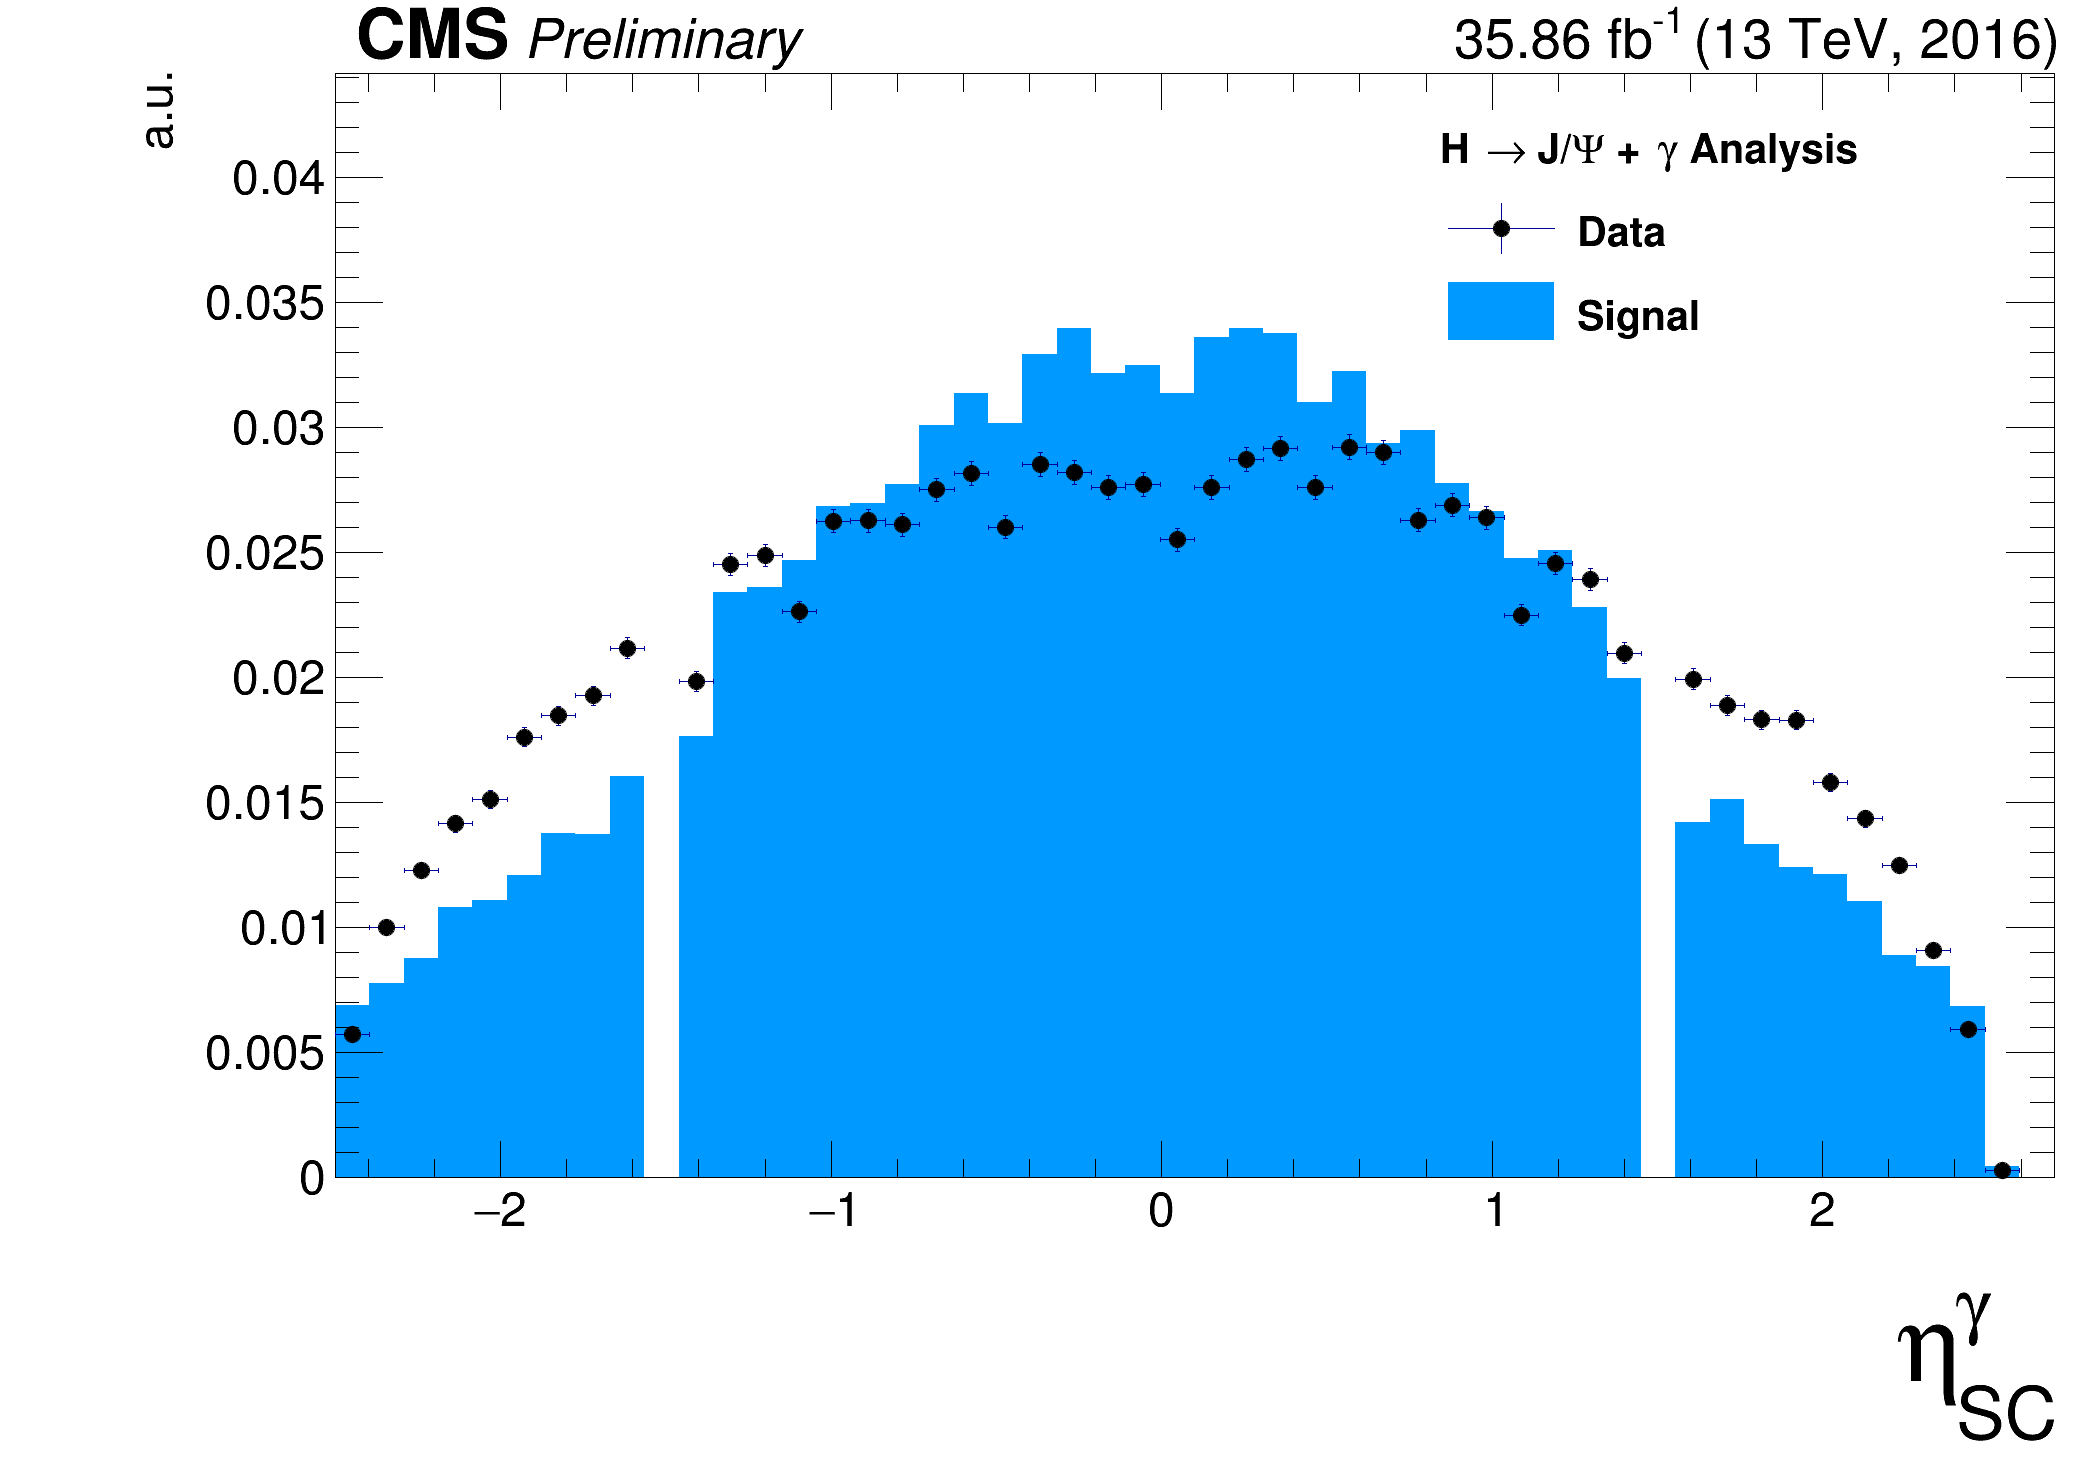 CMS Preliminary 35.86 fb⁻¹ (13 TeV, 2016)
a.u.
H → J/Ψ + γ Analysis
Data
Signal
0.04
0.035
0.03
0.025
0.02
0.015
0.01
0.005
0
−2 −1 0 1 2
η^γ_SC